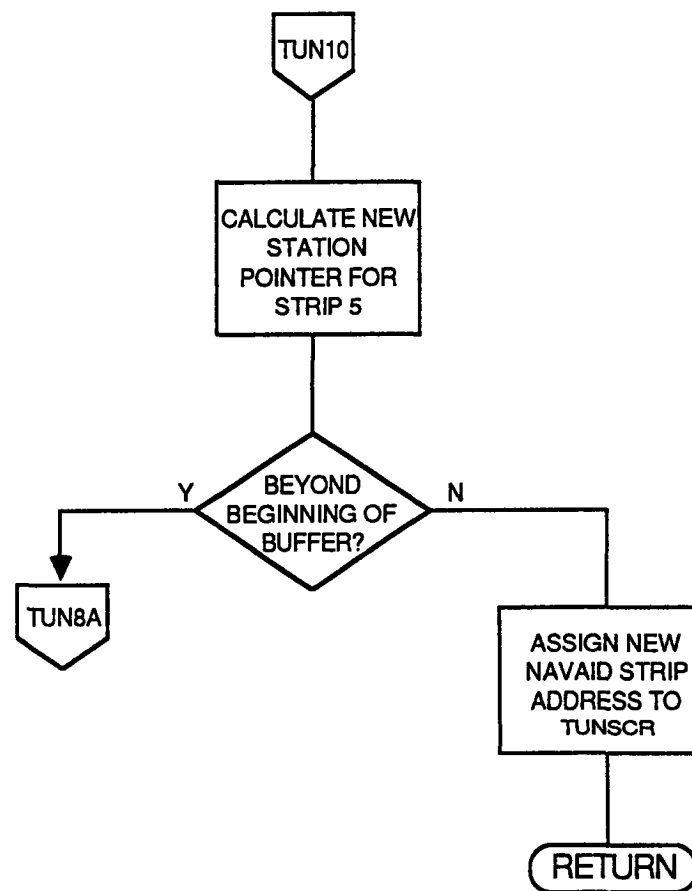 TUN10
CALCULATE NEW
STATION
POINTER FOR
STRIP 5
Y
BEYOND
BEGINNING OF
BUFFER?
N
TUN8A
ASSIGN NEW
NAVAID STRIP
ADDRESS TO
TUNSCR
RETURN